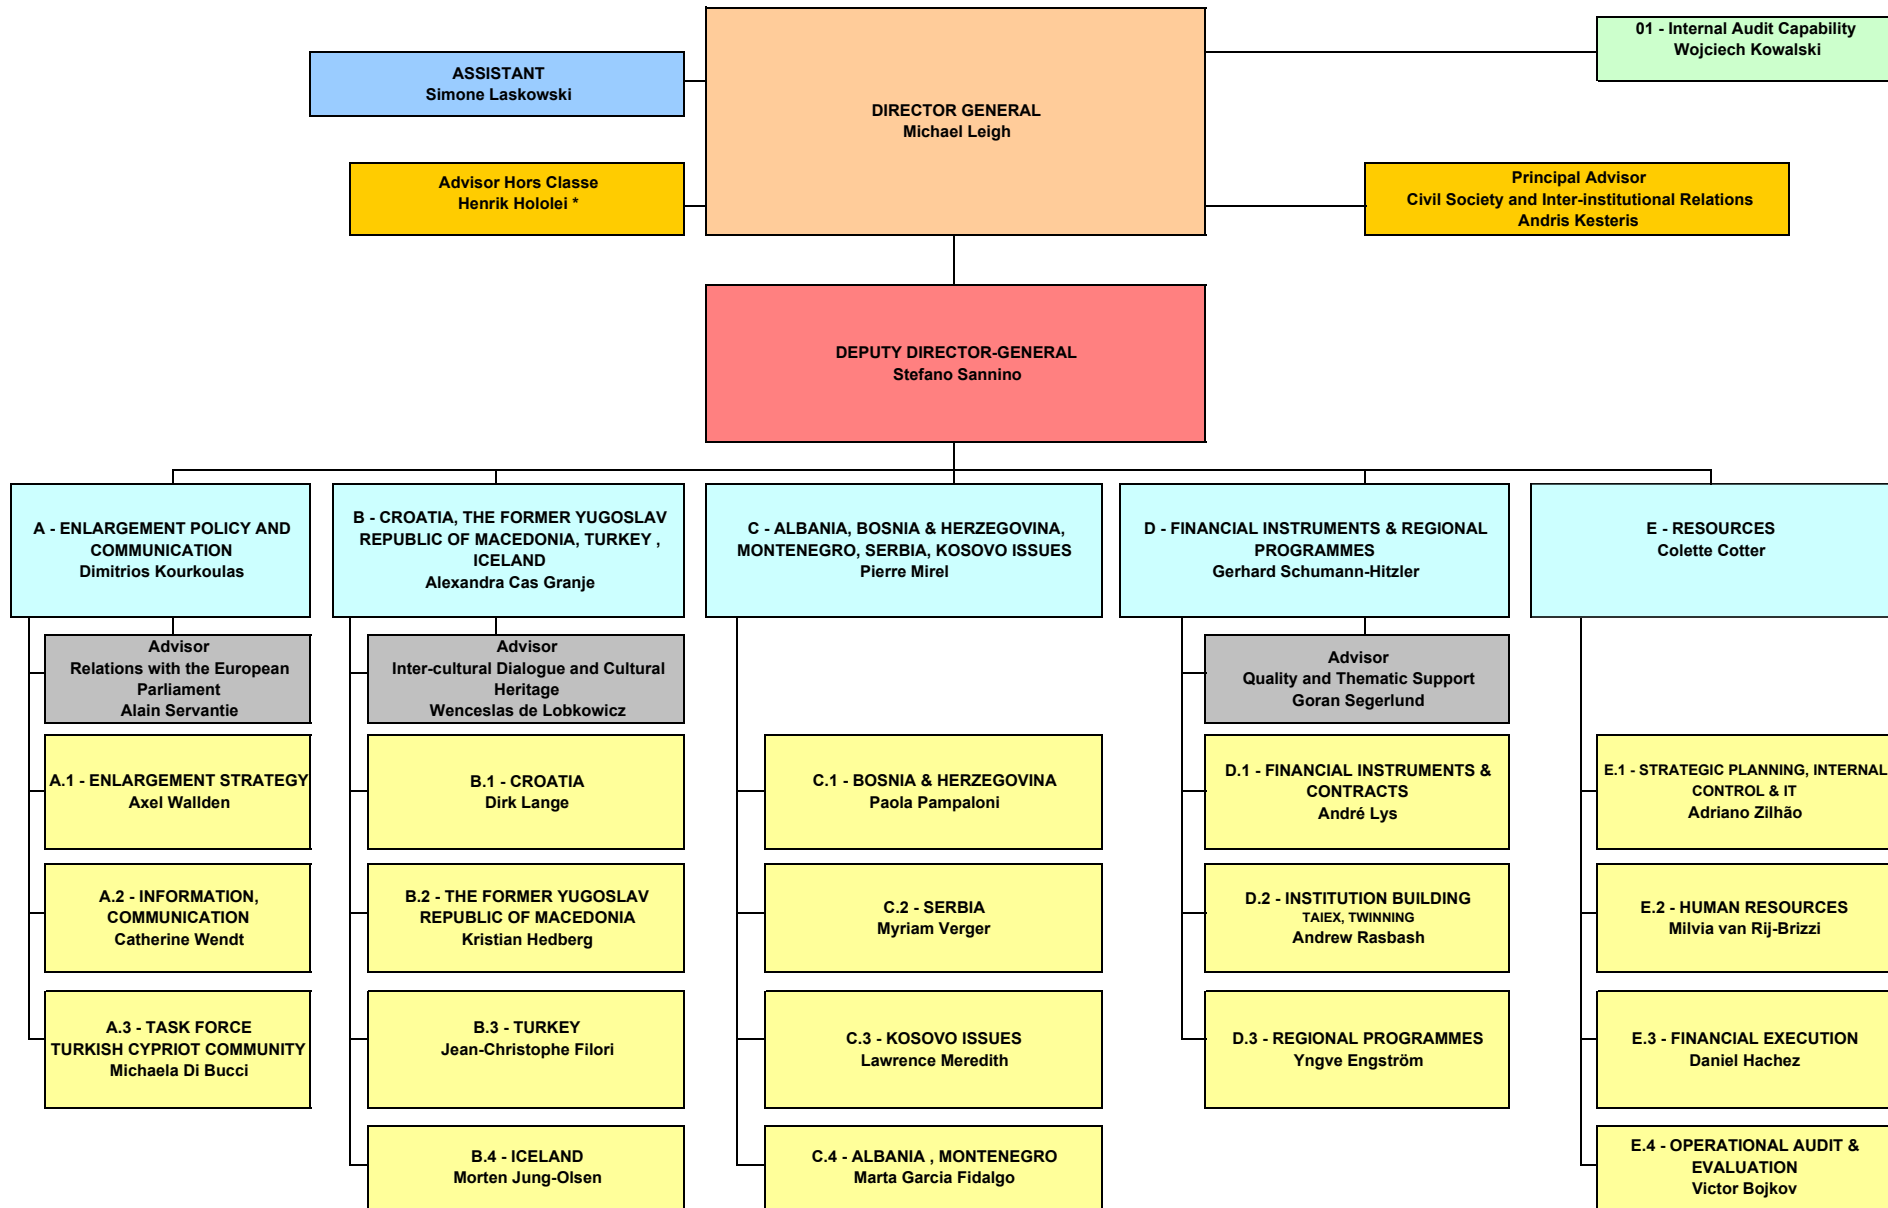 01 - Internal Audit Capability
Wojciech Kowalski
ASSISTANT
Simone Laskowski
DIRECTOR GENERAL
Michael Leigh
Advisor Hors Classe
Henrik Hololei *
Principal Advisor
Civil Society and Inter-institutional Relations
Andris Kesteris
DEPUTY DIRECTOR-GENERAL
Stefano Sannino
A - ENLARGEMENT POLICY AND
COMMUNICATION
Dimitrios Kourkoulas
B - CROATIA, THE FORMER YUGOSLAV
REPUBLIC OF MACEDONIA, TURKEY ,
ICELAND
Alexandra Cas Granje
C - ALBANIA, BOSNIA & HERZEGOVINA,
MONTENEGRO, SERBIA, KOSOVO ISSUES
Pierre Mirel
D - FINANCIAL INSTRUMENTS & REGIONAL
PROGRAMMES
Gerhard Schumann-Hitzler
E - RESOURCES
Colette Cotter
Advisor
Relations with the European
Parliament
Alain Servantie
Advisor
Inter-cultural Dialogue and Cultural
Heritage
Wenceslas de Lobkowicz
Advisor
Quality and Thematic Support
Goran Segerlund
A.1 - ENLARGEMENT STRATEGY
Axel Wallden
B.1 - CROATIA
Dirk Lange
C.1 - BOSNIA & HERZEGOVINA
Paola Pampaloni
D.1 - FINANCIAL INSTRUMENTS &
CONTRACTS
André Lys
E.1 - STRATEGIC PLANNING, INTERNAL
CONTROL & IT
Adriano Zilhão
A.2 - INFORMATION,
COMMUNICATION
Catherine Wendt
B.2 - THE FORMER YUGOSLAV
REPUBLIC OF MACEDONIA
Kristian Hedberg
C.2 - SERBIA
Myriam Verger
D.2 - INSTITUTION BUILDING
TAIEX, TWINNING
Andrew Rasbash
E.2 - HUMAN RESOURCES
Milvia van Rij-Brizzi
A.3 - TASK FORCE
TURKISH CYPRIOT COMMUNITY
Michaela Di Bucci
B.3 - TURKEY
Jean-Christophe Filori
C.3 - KOSOVO ISSUES
Lawrence Meredith
D.3 - REGIONAL PROGRAMMES
Yngve Engström
E.3 - FINANCIAL EXECUTION
Daniel Hachez
B.4 - ICELAND
Morten Jung-Olsen
C.4 - ALBANIA , MONTENEGRO
Marta Garcia Fidalgo
E.4 - OPERATIONAL AUDIT &
EVALUATION
Victor Bojkov